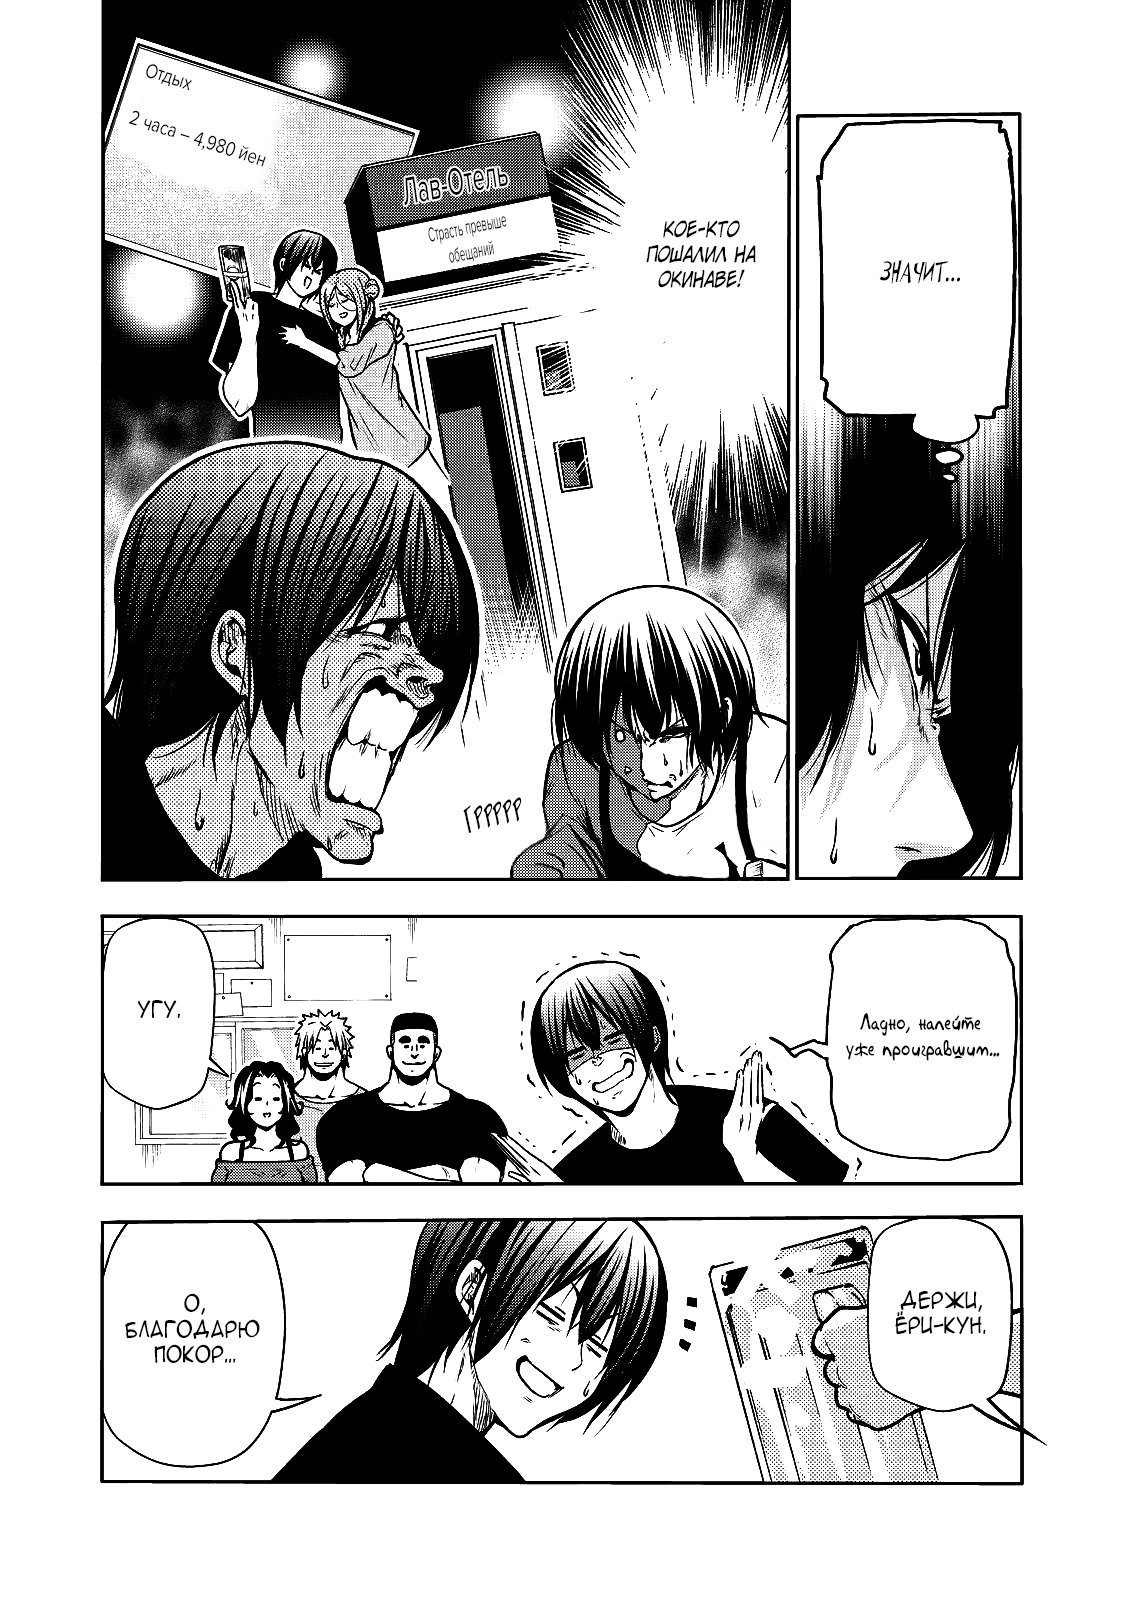 ЗНАЧИТ...
Отдых
2 часа – 4,980 йен
Лав-Отель
Страсть превыше
обещаний
КОЕ-КТО
ПОШАЛИЛ НА
ОКИНАВЕ!
ГРРРРР
Ладно, налейте
уже проигравшим...
УГУ.
ДЕРЖИ,
ЁРИ-КУН.
О,
БЛАГОДАРЮ
ПОКОР...